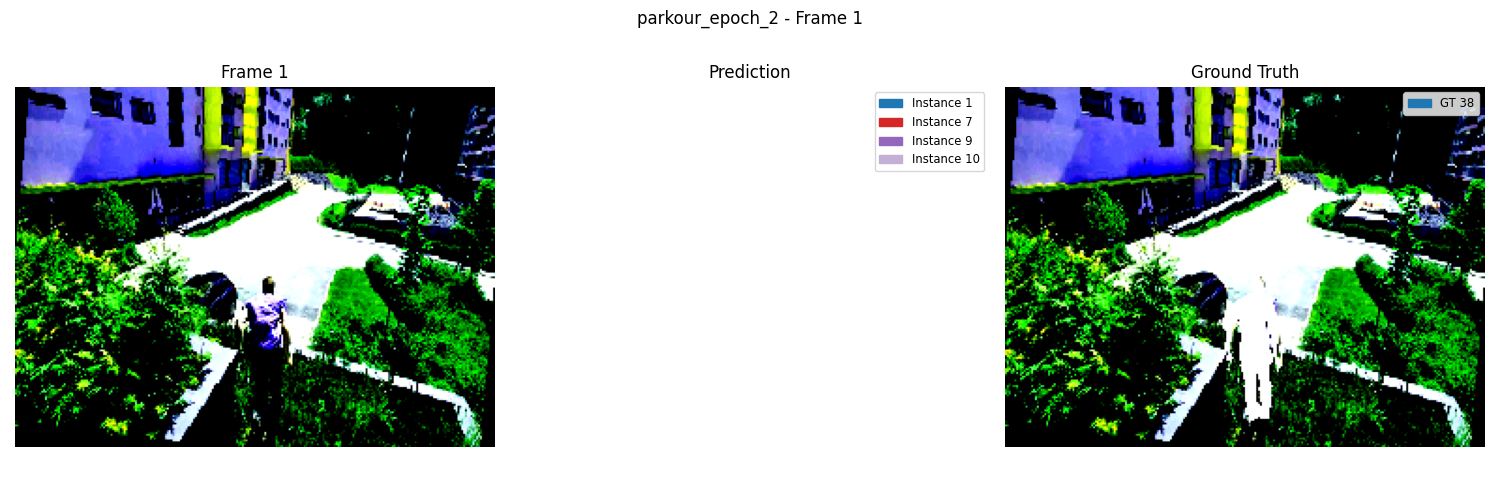 parkour_epoch_2 - Frame 1
Frame 1
Prediction
Ground Truth
Instance 1
Instance 7
Instance 9
Instance 10
GT 38